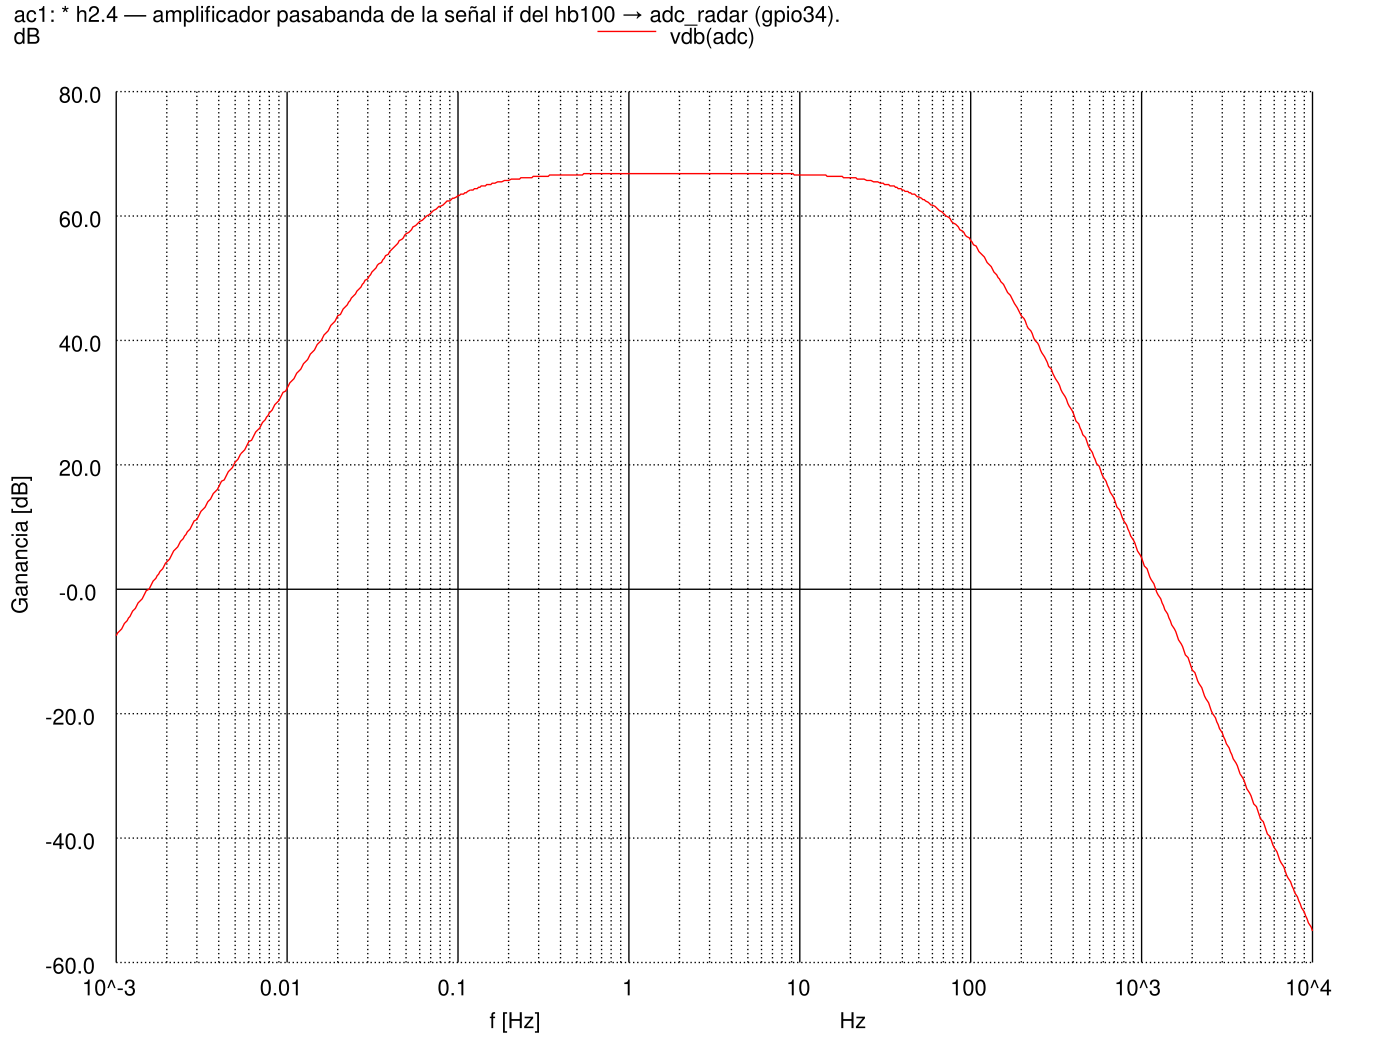 ac1: * h2.4 — amplificador pasabanda de la señal if del hb100 → adc_radar (gpio34).
dB
vdb(adc)
80.0
60.0
40.0
20.0
-0.0
-20.0
-40.0
-60.0
Ganancia [dB]
10^-3
0.01
0.1
1
10
100
10^3
10^4
f [Hz]
Hz